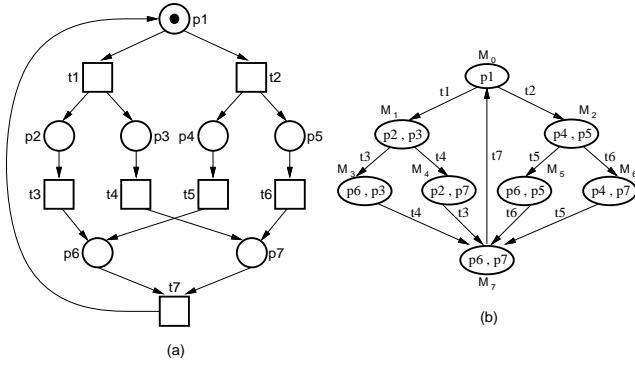 p1
t1
t2
p2
p3
p4
p5
t3
t4
t5
t6
p6
p7
t7
(a)
M0
p1
t1
t2
M1
M2
p2 , p3
p4 , p5
t7
t3
t4
t5
t6
M3
M4
M5
M6
p6 , p3
p2 , p7
p6 , p5
p4 , p7
t4
t3
t6
t5
p6 , p7
M7
(b)